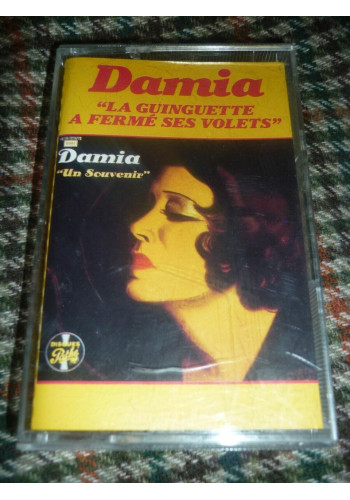 Damia
"LA GUINGUETTE
A FERMÉ SES VOLETS"
Damia
"Un Souvenir"
DISQUES
Pathé